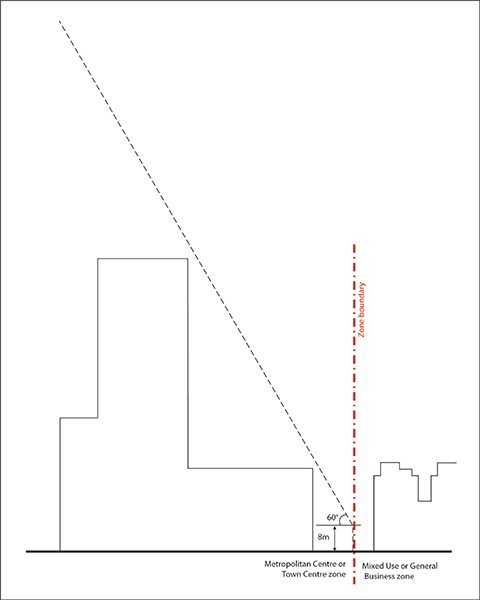 Zone boundary
60°
8m
Metropolitan Centre or
Town Centre zone
Mixed Use or General
Business zone